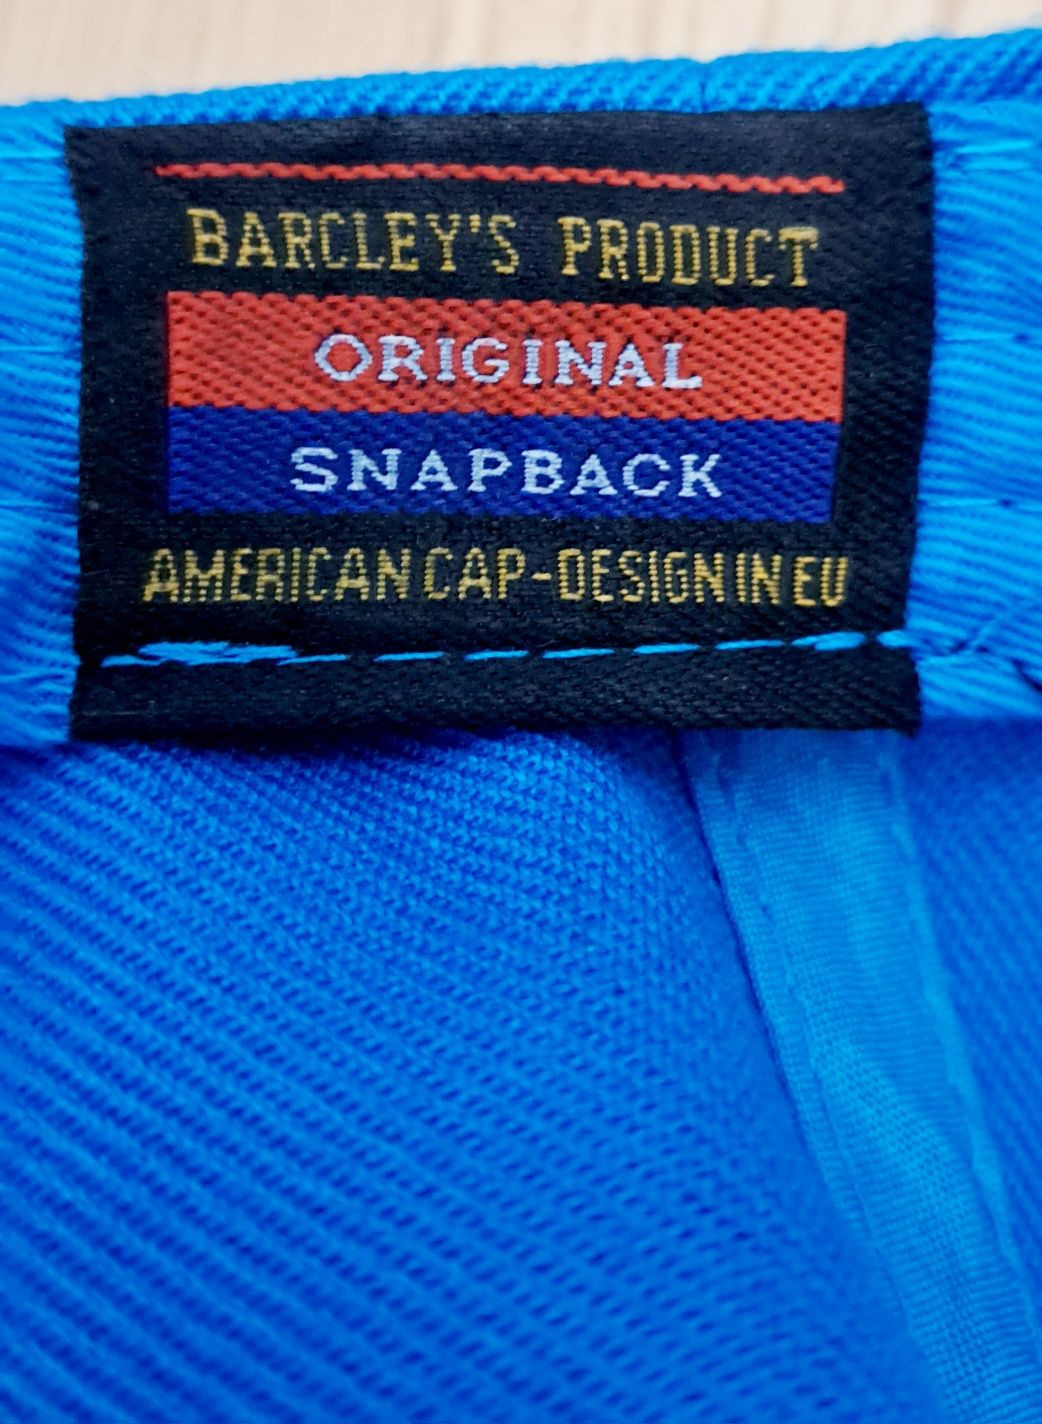 BARCLEY'S PRODUCT
ORIGINAL
SNAPBACK
AMERICAN CAP-DESIGN IN EU